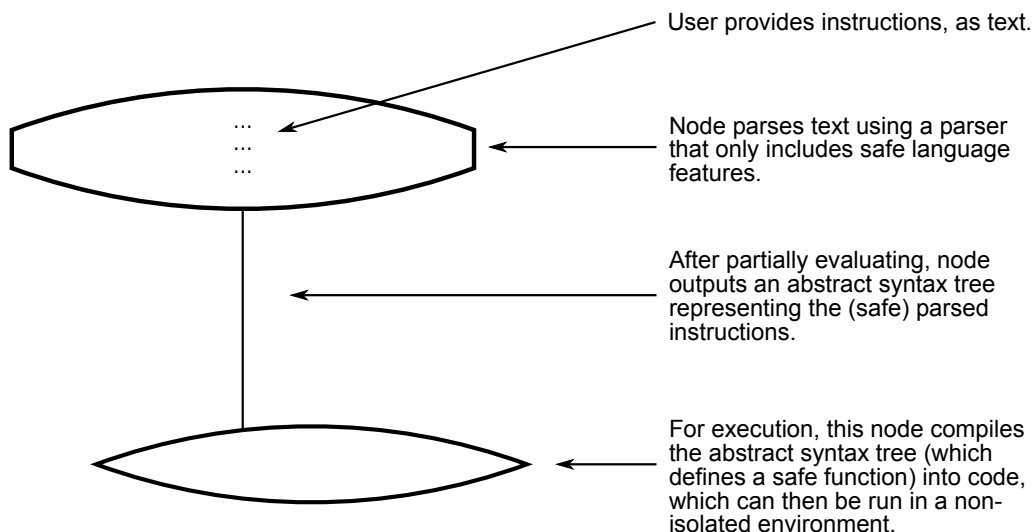 User provides instructions, as text.
...
...
...
Node parses text using a parser
that only includes safe language
features.
After partially evaluating, node
outputs an abstract syntax tree
representing the (safe) parsed
instructions.
For execution, this node compiles
the abstract syntax tree (which
defines a safe function) into code,
which can then be run in a non-
isolated environment.